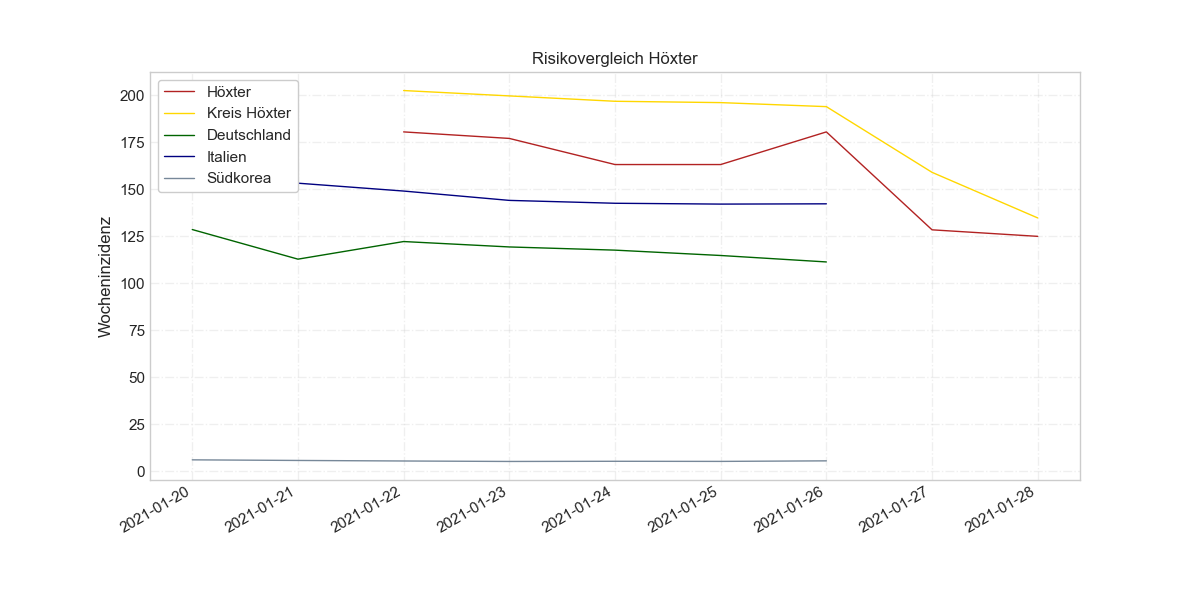 Risikovergleich Höxter
Höxter
Kreis Höxter
Deutschland
Italien
Südkorea
Wocheninzidenz
200
175
150
125
100
75
50
25
0
2021-01-20
2021-01-21
2021-01-22
2021-01-23
2021-01-24
2021-01-25
2021-01-26
2021-01-27
2021-01-28